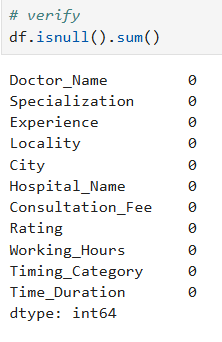 # verify
df.isnull().sum()
Doctor_Name 0
Specialization 0
Experience 0
Locality 0
City 0
Hospital_Name 0
Consultation_Fee 0
Rating 0
Working_Hours 0
Timing_Category 0
Time_Duration 0
dtype: int64